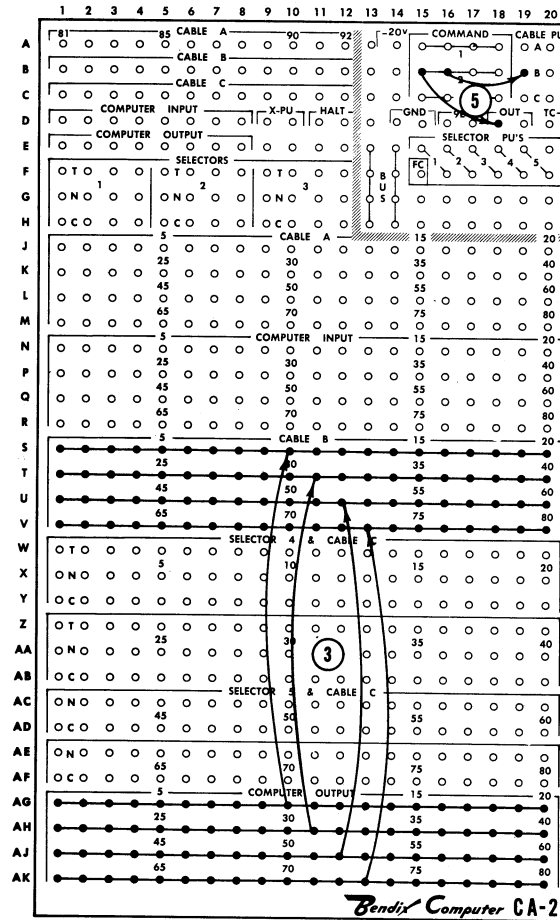 1 2 3 4 5 6 7 8 9 10 11 12 13 14 15 16 17 18 19 20
81 85 CABLE A 90 92 -20V COMMAND CABLE PU
A 1 A
CABLE B
B 2 B
CABLE C
C 5 C
COMPUTER INPUT X-PU HALT GND OUT TC-
D
COMPUTER OUTPUT SELECTOR PU'S
E
SELECTORS FC 1 2 3 4 5
F T T T B
1 2 3 U
G N N N S
H C C C
5 CABLE A 15 20
J
25 30 35 40
K
45 50 55 60
L
65 70 75 80
M
5 COMPUTER INPUT 15 20
N
25 30 35 40
P
45 50 55 60
Q
65 70 75 80
R
5 CABLE B 15 20
S
25 30 35 40
T
45 50 55 60
U
65 70 75 80
V
SELECTOR 4 & CABLE C
W T
5 10 15 20
X N
Y C
Z T
25 30 35 40
AA N 3
AB C
SELECTOR 5 & CABLE C
AC N
45 50 55 60
AD C
AE N
65 70 75 80
AF C
5 COMPUTER OUTPUT 15 20
AG
25 30 35 40
AH
45 50 55 60
AJ
65 70 75 80
AK
Bendix Computer CA-2